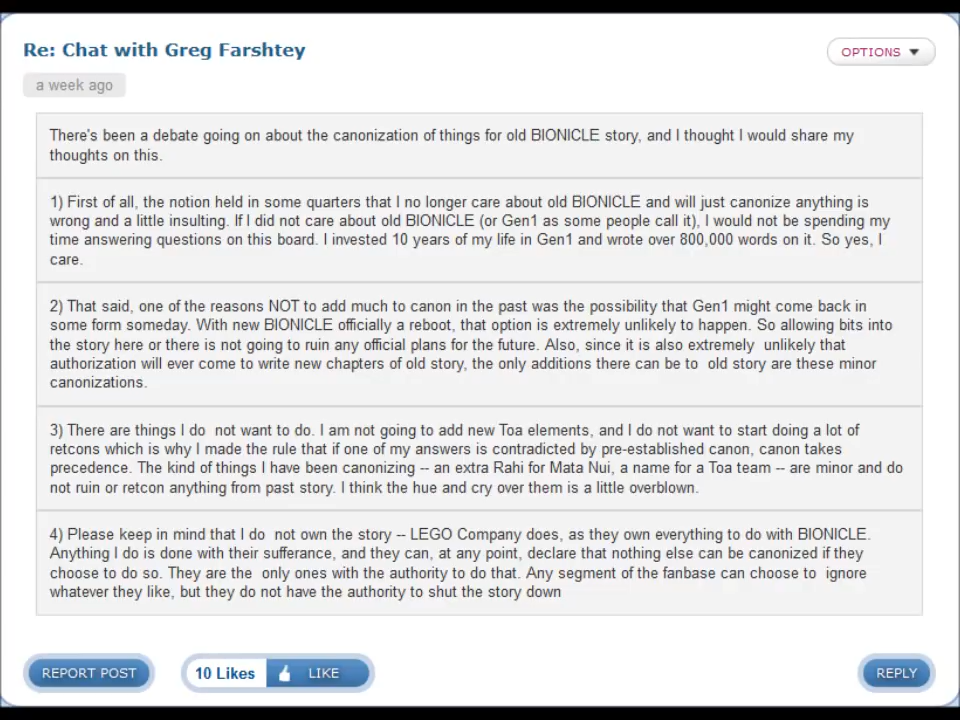 Re: Chat with Greg Farshtey
OPTIONS
a week ago
There's been a debate going on about the canonization of things for old BIONICLE story, and I thought I would share my
thoughts on this.
1) First of all, the notion held in some quarters that I no longer care about old BIONICLE and will just canonize anything is
wrong and a little insulting. If I did not care about old BIONICLE (or Gen1 as some people call it), I would not be spending my
time answering questions on this board. I invested 10 years of my life in Gen1 and wrote over 800,000 words on it. So yes, I
care.
2) That said, one of the reasons NOT to add much to canon in the past was the possibility that Gen1 might come back in
some form someday. With new BIONICLE officially a reboot, that option is extremely unlikely to happen. So allowing bits into
the story here or there is not going to ruin any official plans for the future. Also, since it is also extremely  unlikely that
authorization will ever come to write new chapters of old story, the only additions there can be to  old story are these minor
canonizations.
3) There are things I do  not want to do. I am not going to add new Toa elements, and I do not want to start doing a lot of
retcons which is why I made the rule that if one of my answers is contradicted by pre-established canon, canon takes
precedence. The kind of things I have been canonizing -- an extra Rahi for Mata Nui, a name for a Toa team -- are minor and do
not ruin or retcon anything from past story. I think the hue and cry over them is a little overblown.
4) Please keep in mind that I do  not own the story -- LEGO Company does, as they own everything to do with BIONICLE.
Anything I do is done with their sufferance, and they can, at any point, declare that nothing else can be canonized if they
choose to do so. They are the  only ones with the authority to do that. Any segment of the fanbase can choose to  ignore
whatever they like, but they do not have the authority to shut the story down
REPORT POST
10 Likes
LIKE
REPLY